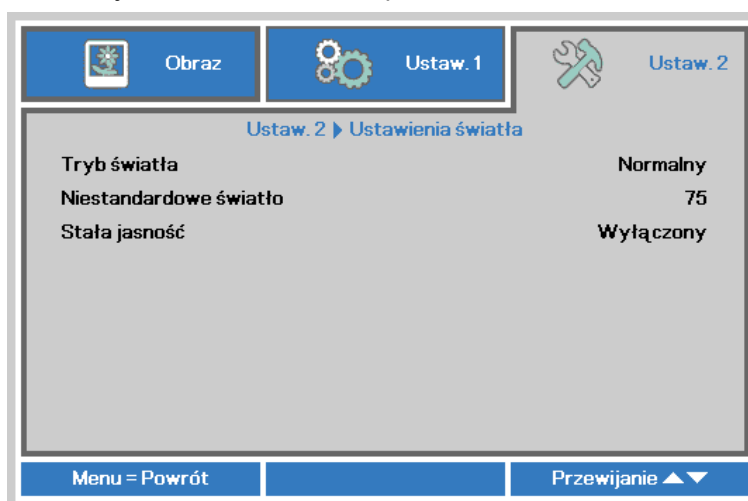 Obraz
Ustaw. 1
Ustaw. 2
Ustaw. 2 ▶ Ustawienia światła
Tryb światła Normalny
Niestandardowe światło 75
Stała jasność Wyłączony
Menu = Powrót Przewijanie ▲▼